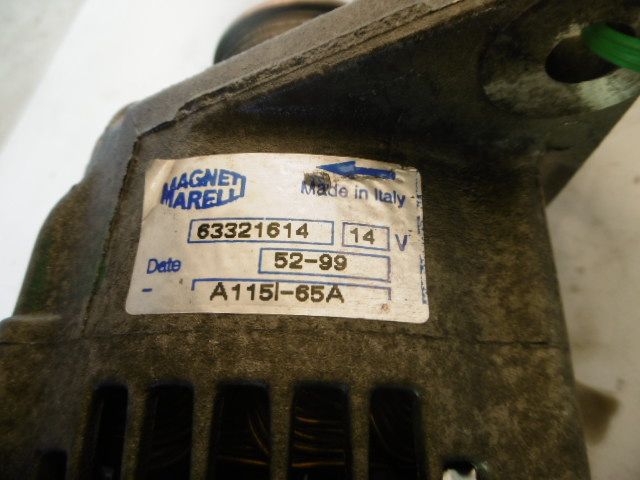 MAGNETI
MARELLI
Made in Italy
63321614 14 V
Date 52-99
A115I-65A